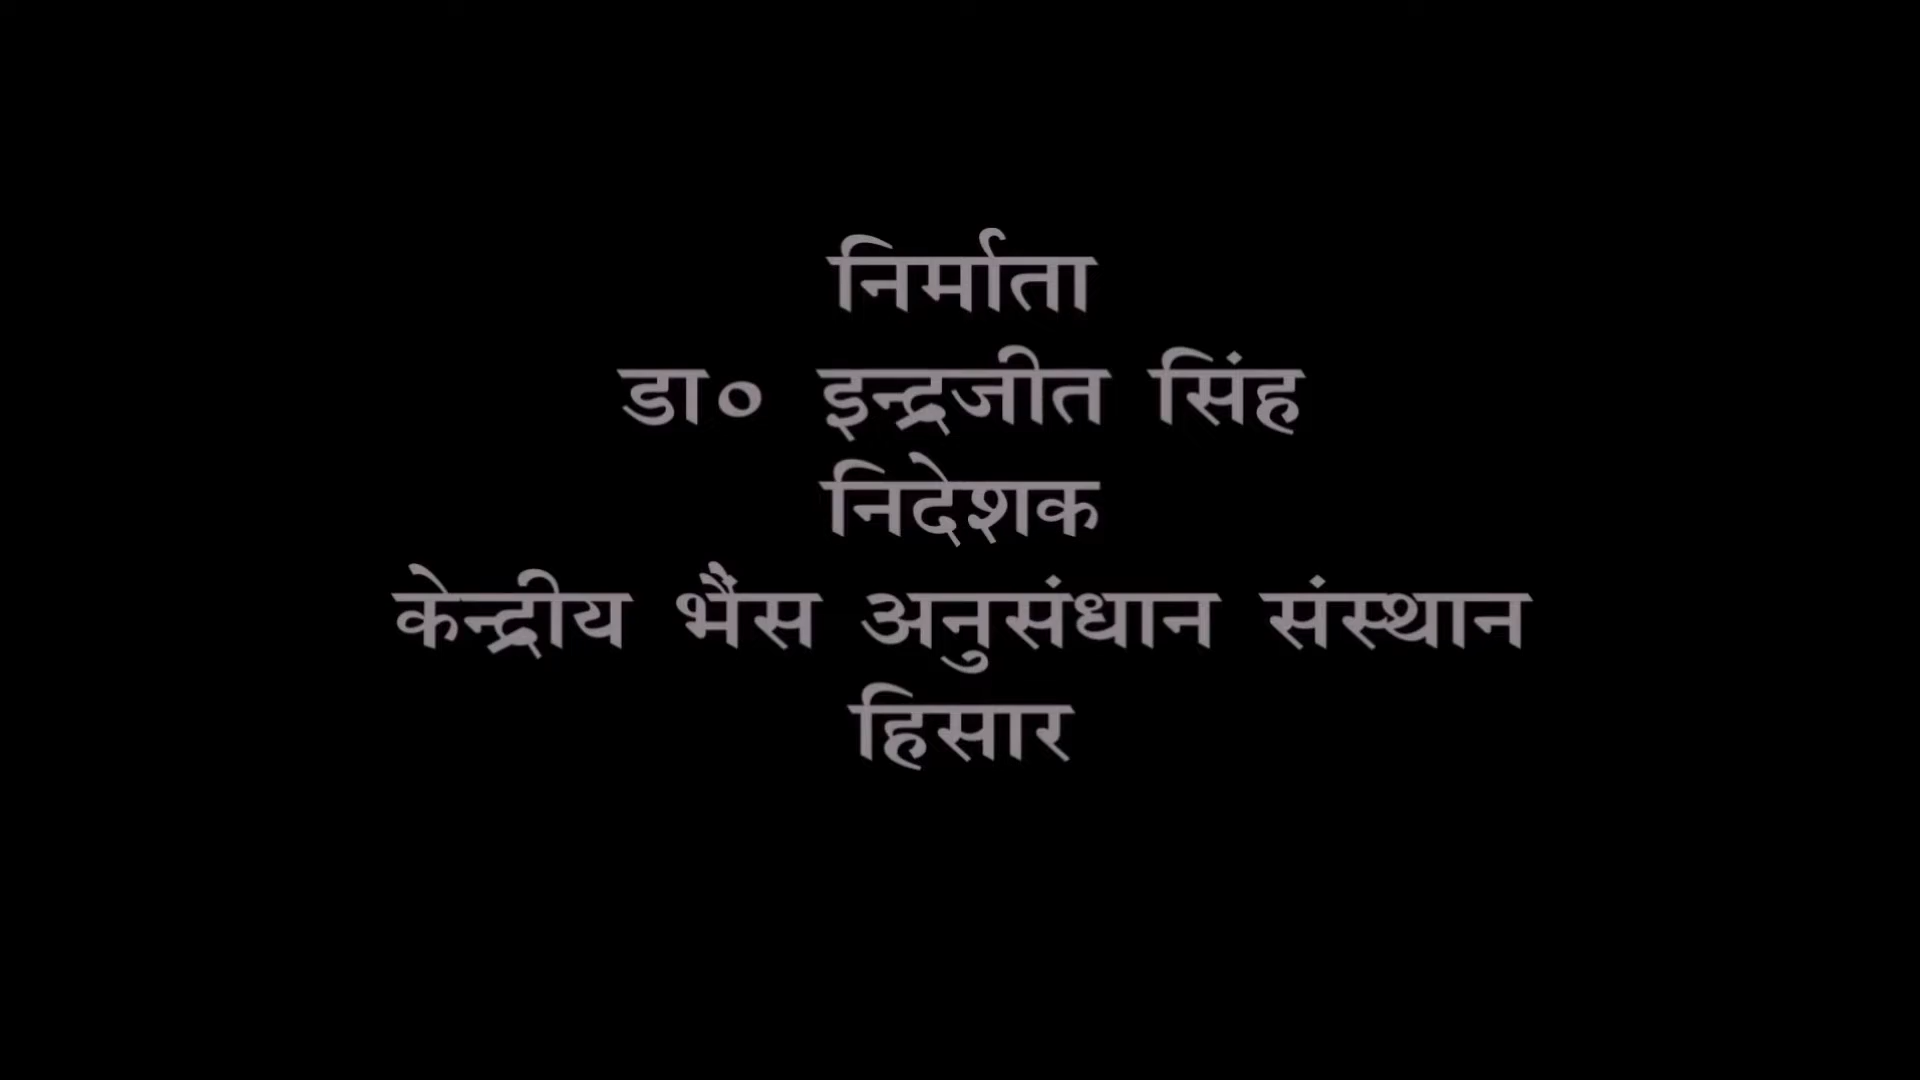 निर्माता
डा० इन्द्रजीत सिंह
निदेशक
केन्द्रीय भैंस अनुसंधान संस्थान
हिसार